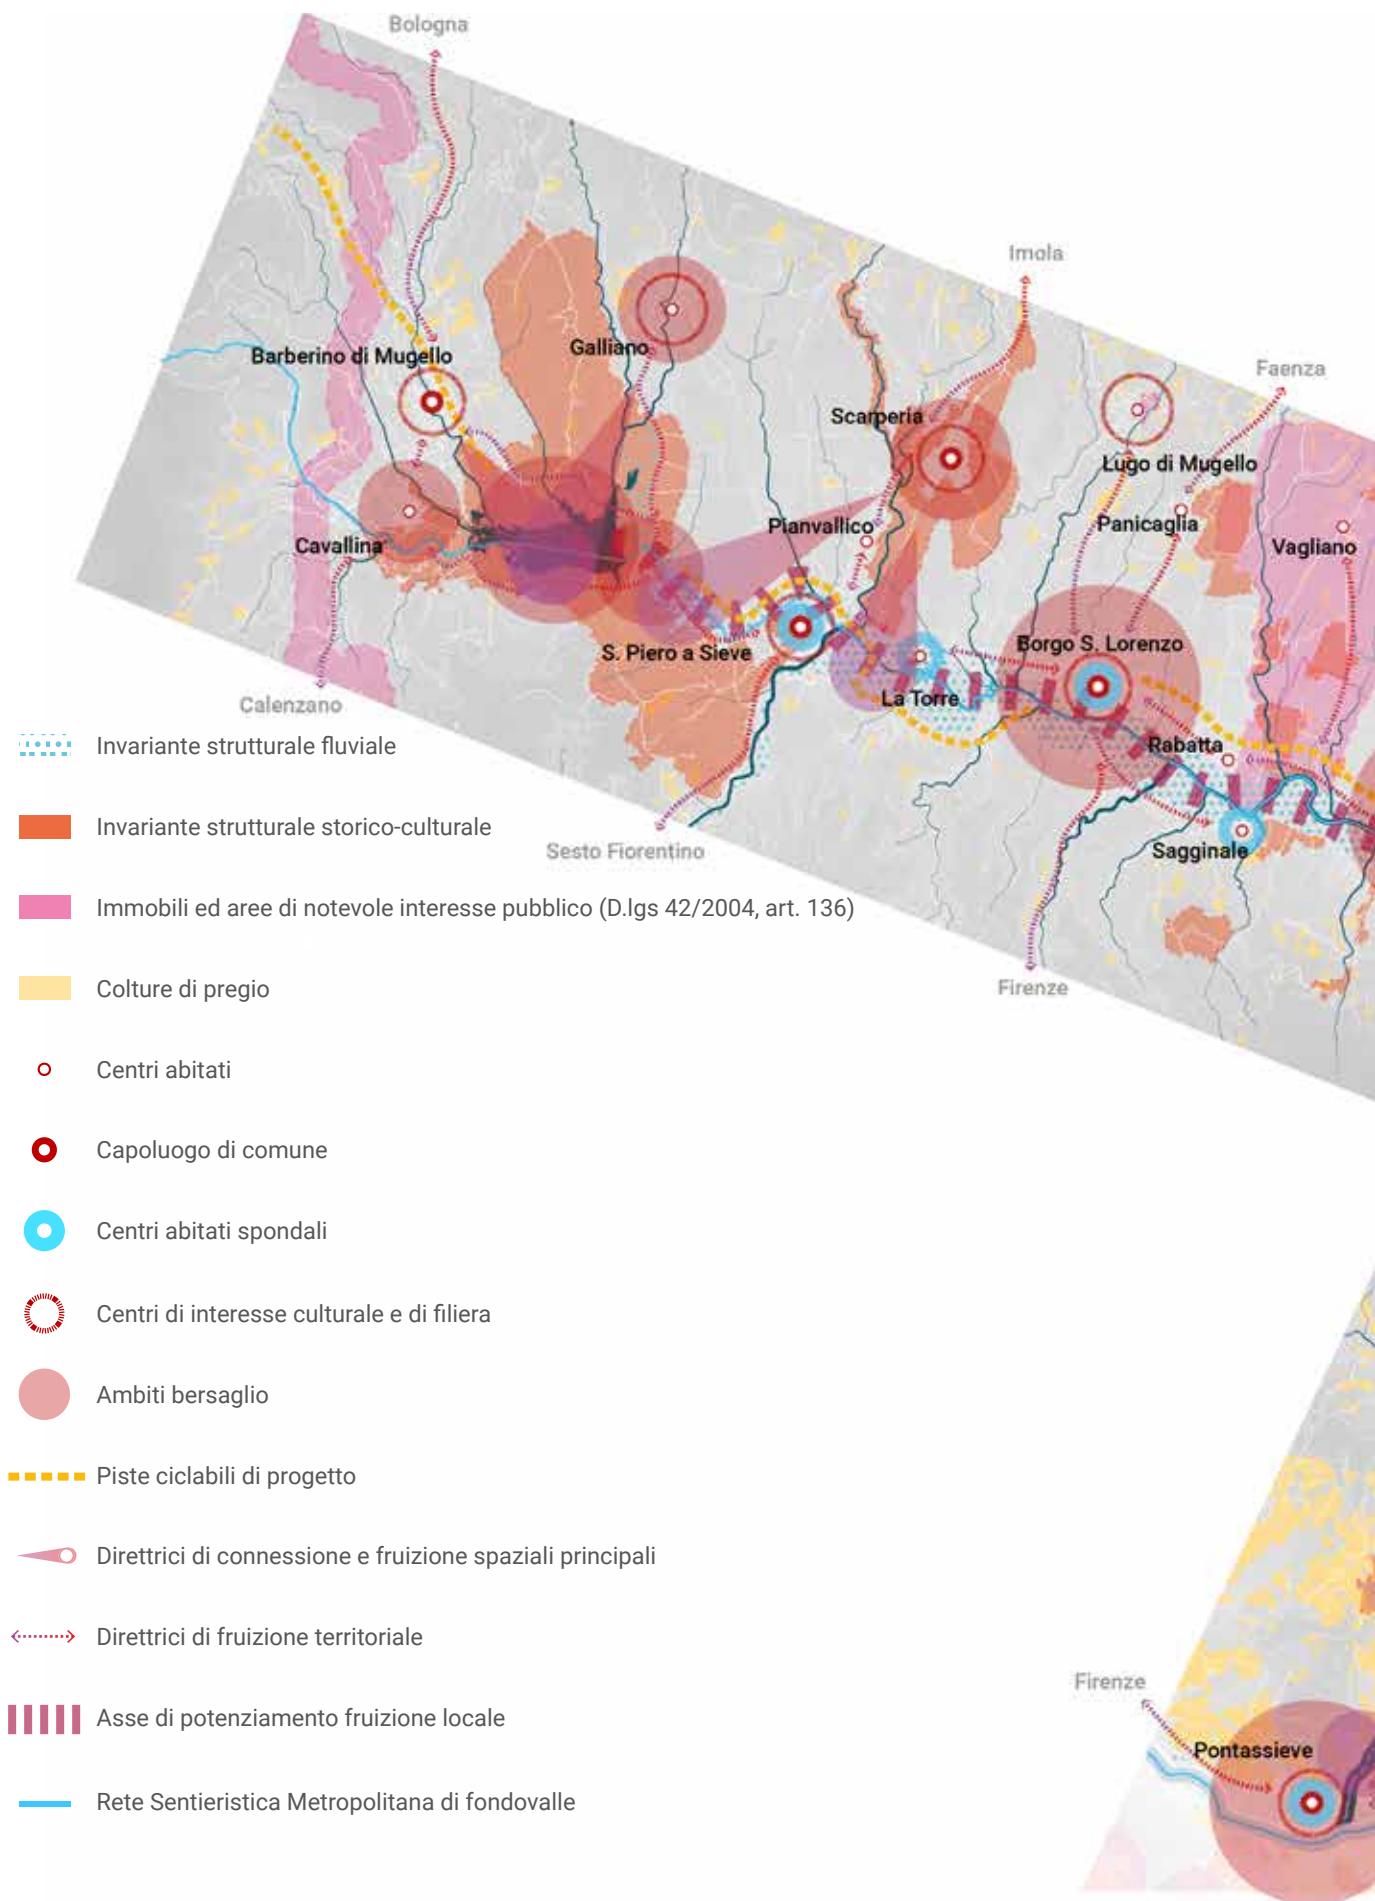 Bologna
Imola
Faenza
Barberino di Mugello
Galliano
Scarperia
Lugo di Mugello
Pianvallico
Panicaglia
Cavallina
Vagliano
S. Piero a Sieve
Borgo S. Lorenzo
La Torre
Calenzano
Rabatta
Sesto Fiorentino
Sagginale
Firenze
Invariante strutturale fluviale
Invariante strutturale storico-culturale
Immobili ed aree di notevole interesse pubblico (D.lgs 42/2004, art. 136)
Colture di pregio
Centri abitati
Capoluogo di comune
Centri abitati spondali
Centri di interesse culturale e di filiera
Ambiti bersaglio
Piste ciclabili di progetto
Direttrici di connessione e fruizione spaziali principali
Direttrici di fruizione territoriale
Asse di potenziamento fruizione locale
Rete Sentieristica Metropolitana di fondovalle
Firenze
Pontassieve